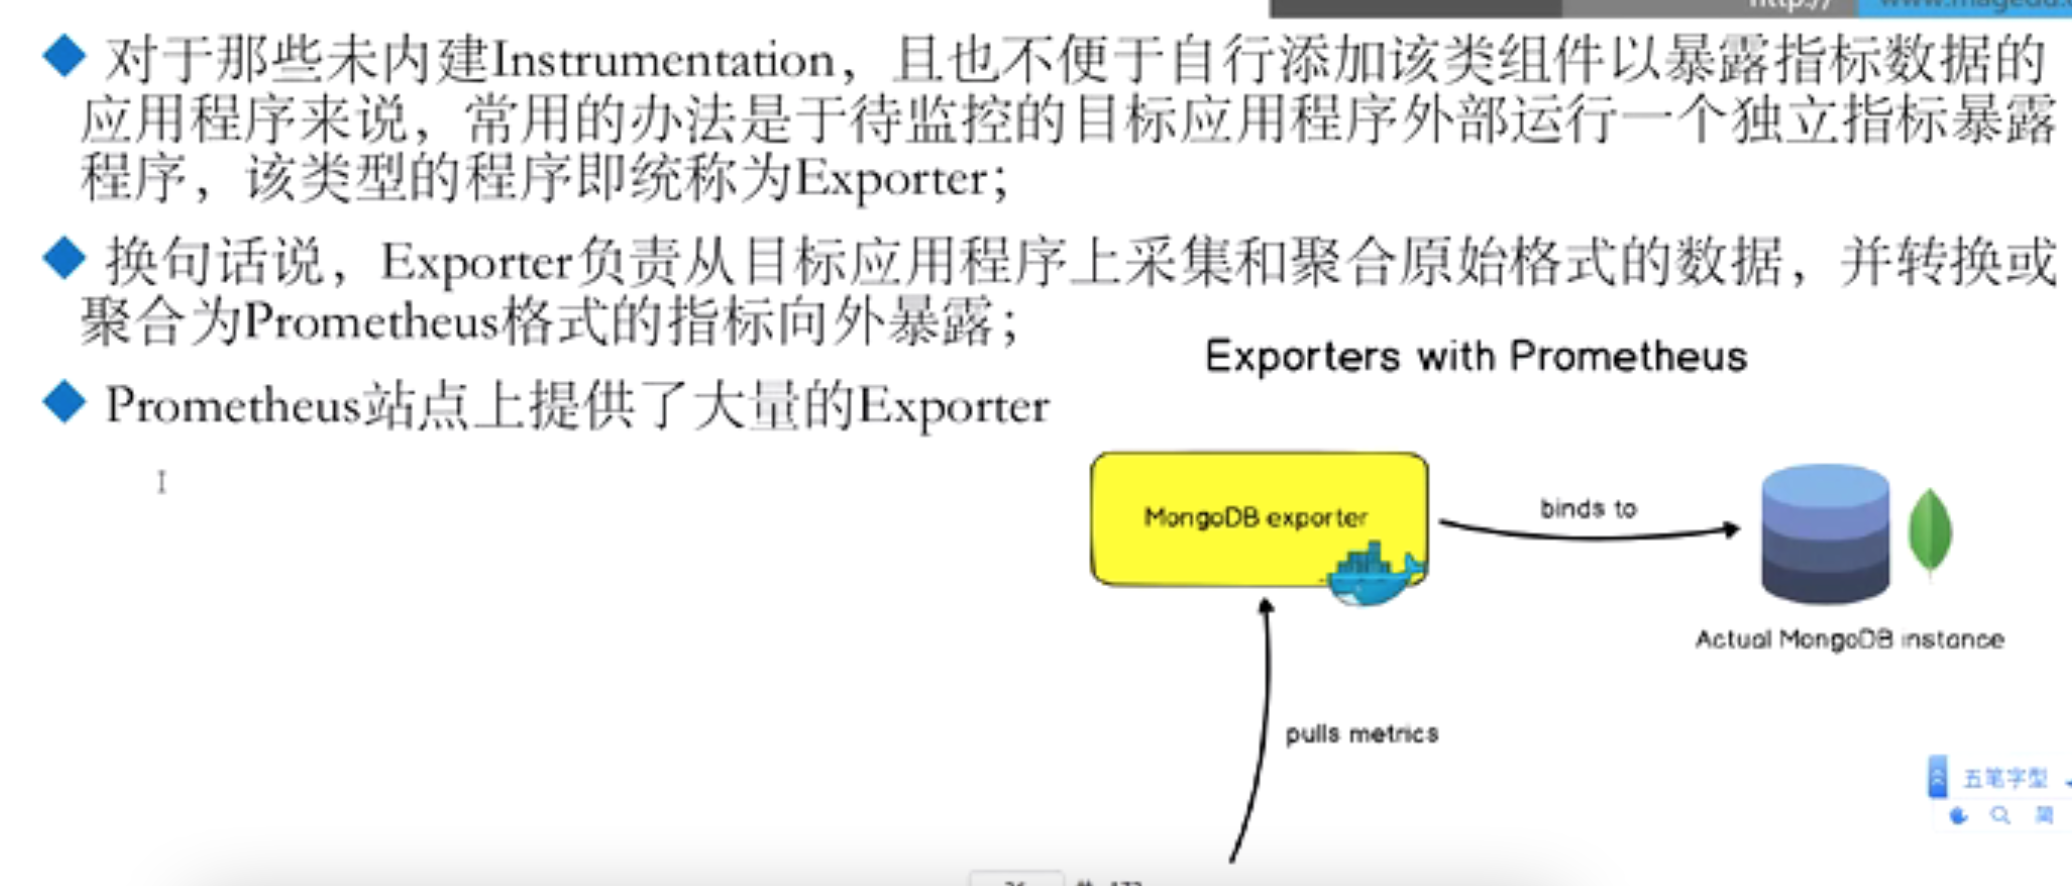 对于那些未内建Instrumentation，且也不便于自行添加该类组件以暴露指标数据的
应用程序来说，常用的办法是于待监控的目标应用程序外部运行一个独立指标暴露
程序，该类型的程序即统称为Exporter；
换句话说，Exporter负责从目标应用程序上采集和聚合原始格式的数据，并转换或
聚合为Prometheus格式的指标向外暴露；
Prometheus站点上提供了大量的Exporter
Exporters with Prometheus
MongoDB exporter
binds to
Actual MongoDB instance
pulls metrics
五笔字型
简